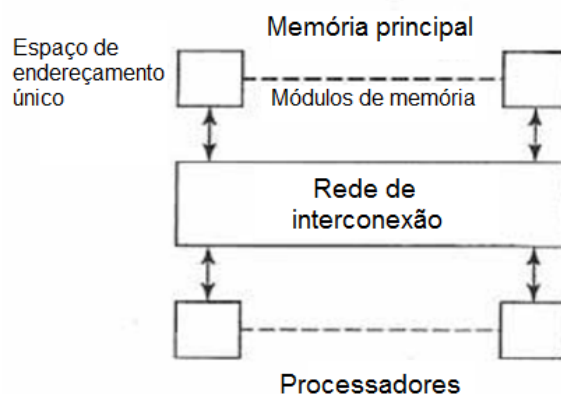 Memória principal
Espaço de
endereçamento
único
Módulos de memória
Rede de
interconexão
Processadores